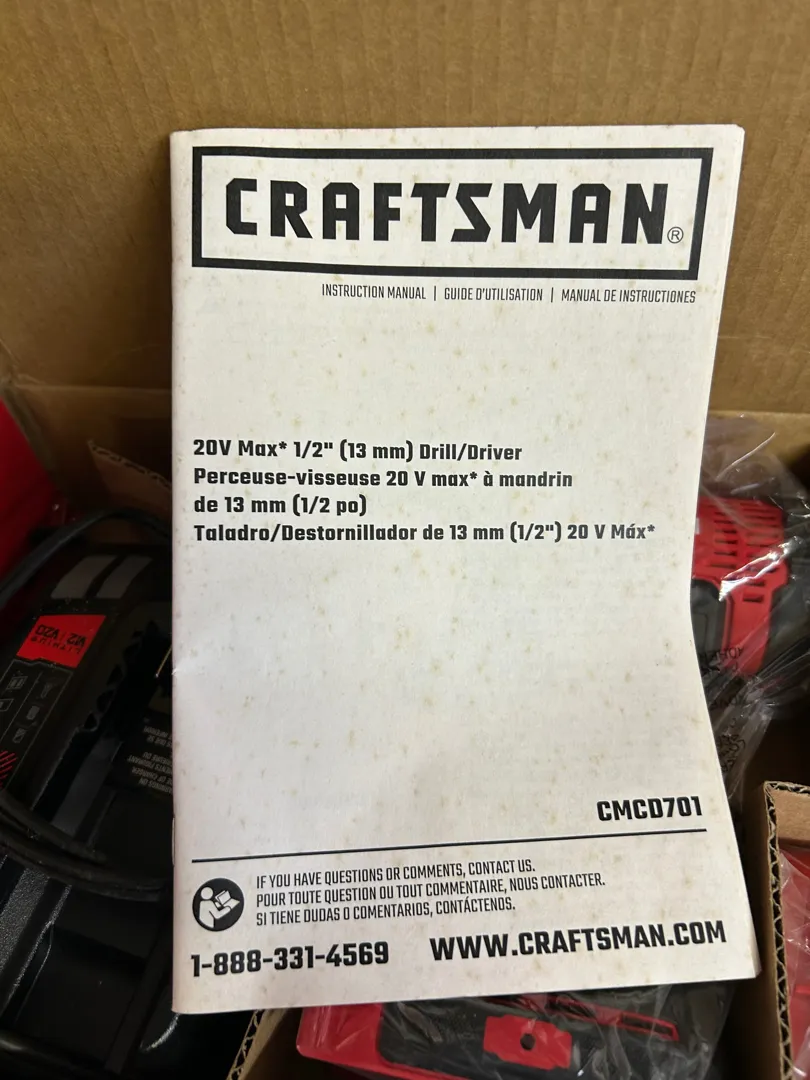 CRAFTSMAN®
INSTRUCTION MANUAL | GUIDE D'UTILISATION | MANUAL DE INSTRUCTIONES
20V Max* 1/2" (13 mm) Drill/Driver
Perceuse-visseuse 20 V max* à mandrin
de 13 mm (1/2 po)
Taladro/Destornillador de 13 mm (1/2") 20 V Máx*
CMCD701
IF YOU HAVE QUESTIONS OR COMMENTS, CONTACT US.
POUR TOUTE QUESTION OU TOUT COMMENTAIRE, NOUS CONTACTER.
SI TIENE DUDAS O COMENTARIOS, CONTÁCTENOS.
1-888-331-4569 WWW.CRAFTSMAN.COM
V12 / V20
LITHIUM